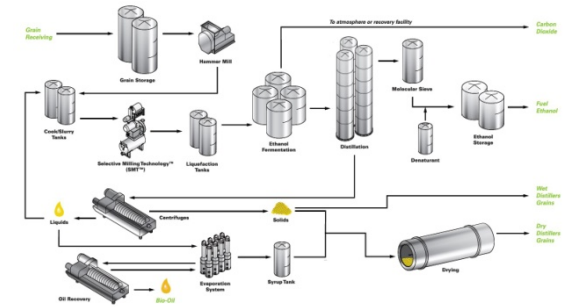 Grain
Receiving
Grain Storage
Hammer Mill
To atmosphere or recovery facility
Carbon
Dioxide
Cook/Slurry
Tanks
Selective Milling Technology™
(SMT™)
Liquefaction
Tanks
Ethanol
Fermentation
Distillation
Molecular Sieve
Denaturant
Ethanol
Storage
Fuel
Ethanol
Liquids
Centrifuges
Solids
Wet
Distillers
Grains
Dry
Distillers
Grains
Oil Recovery
Bio-Oil
Evaporation
System
Syrup Tank
Drying